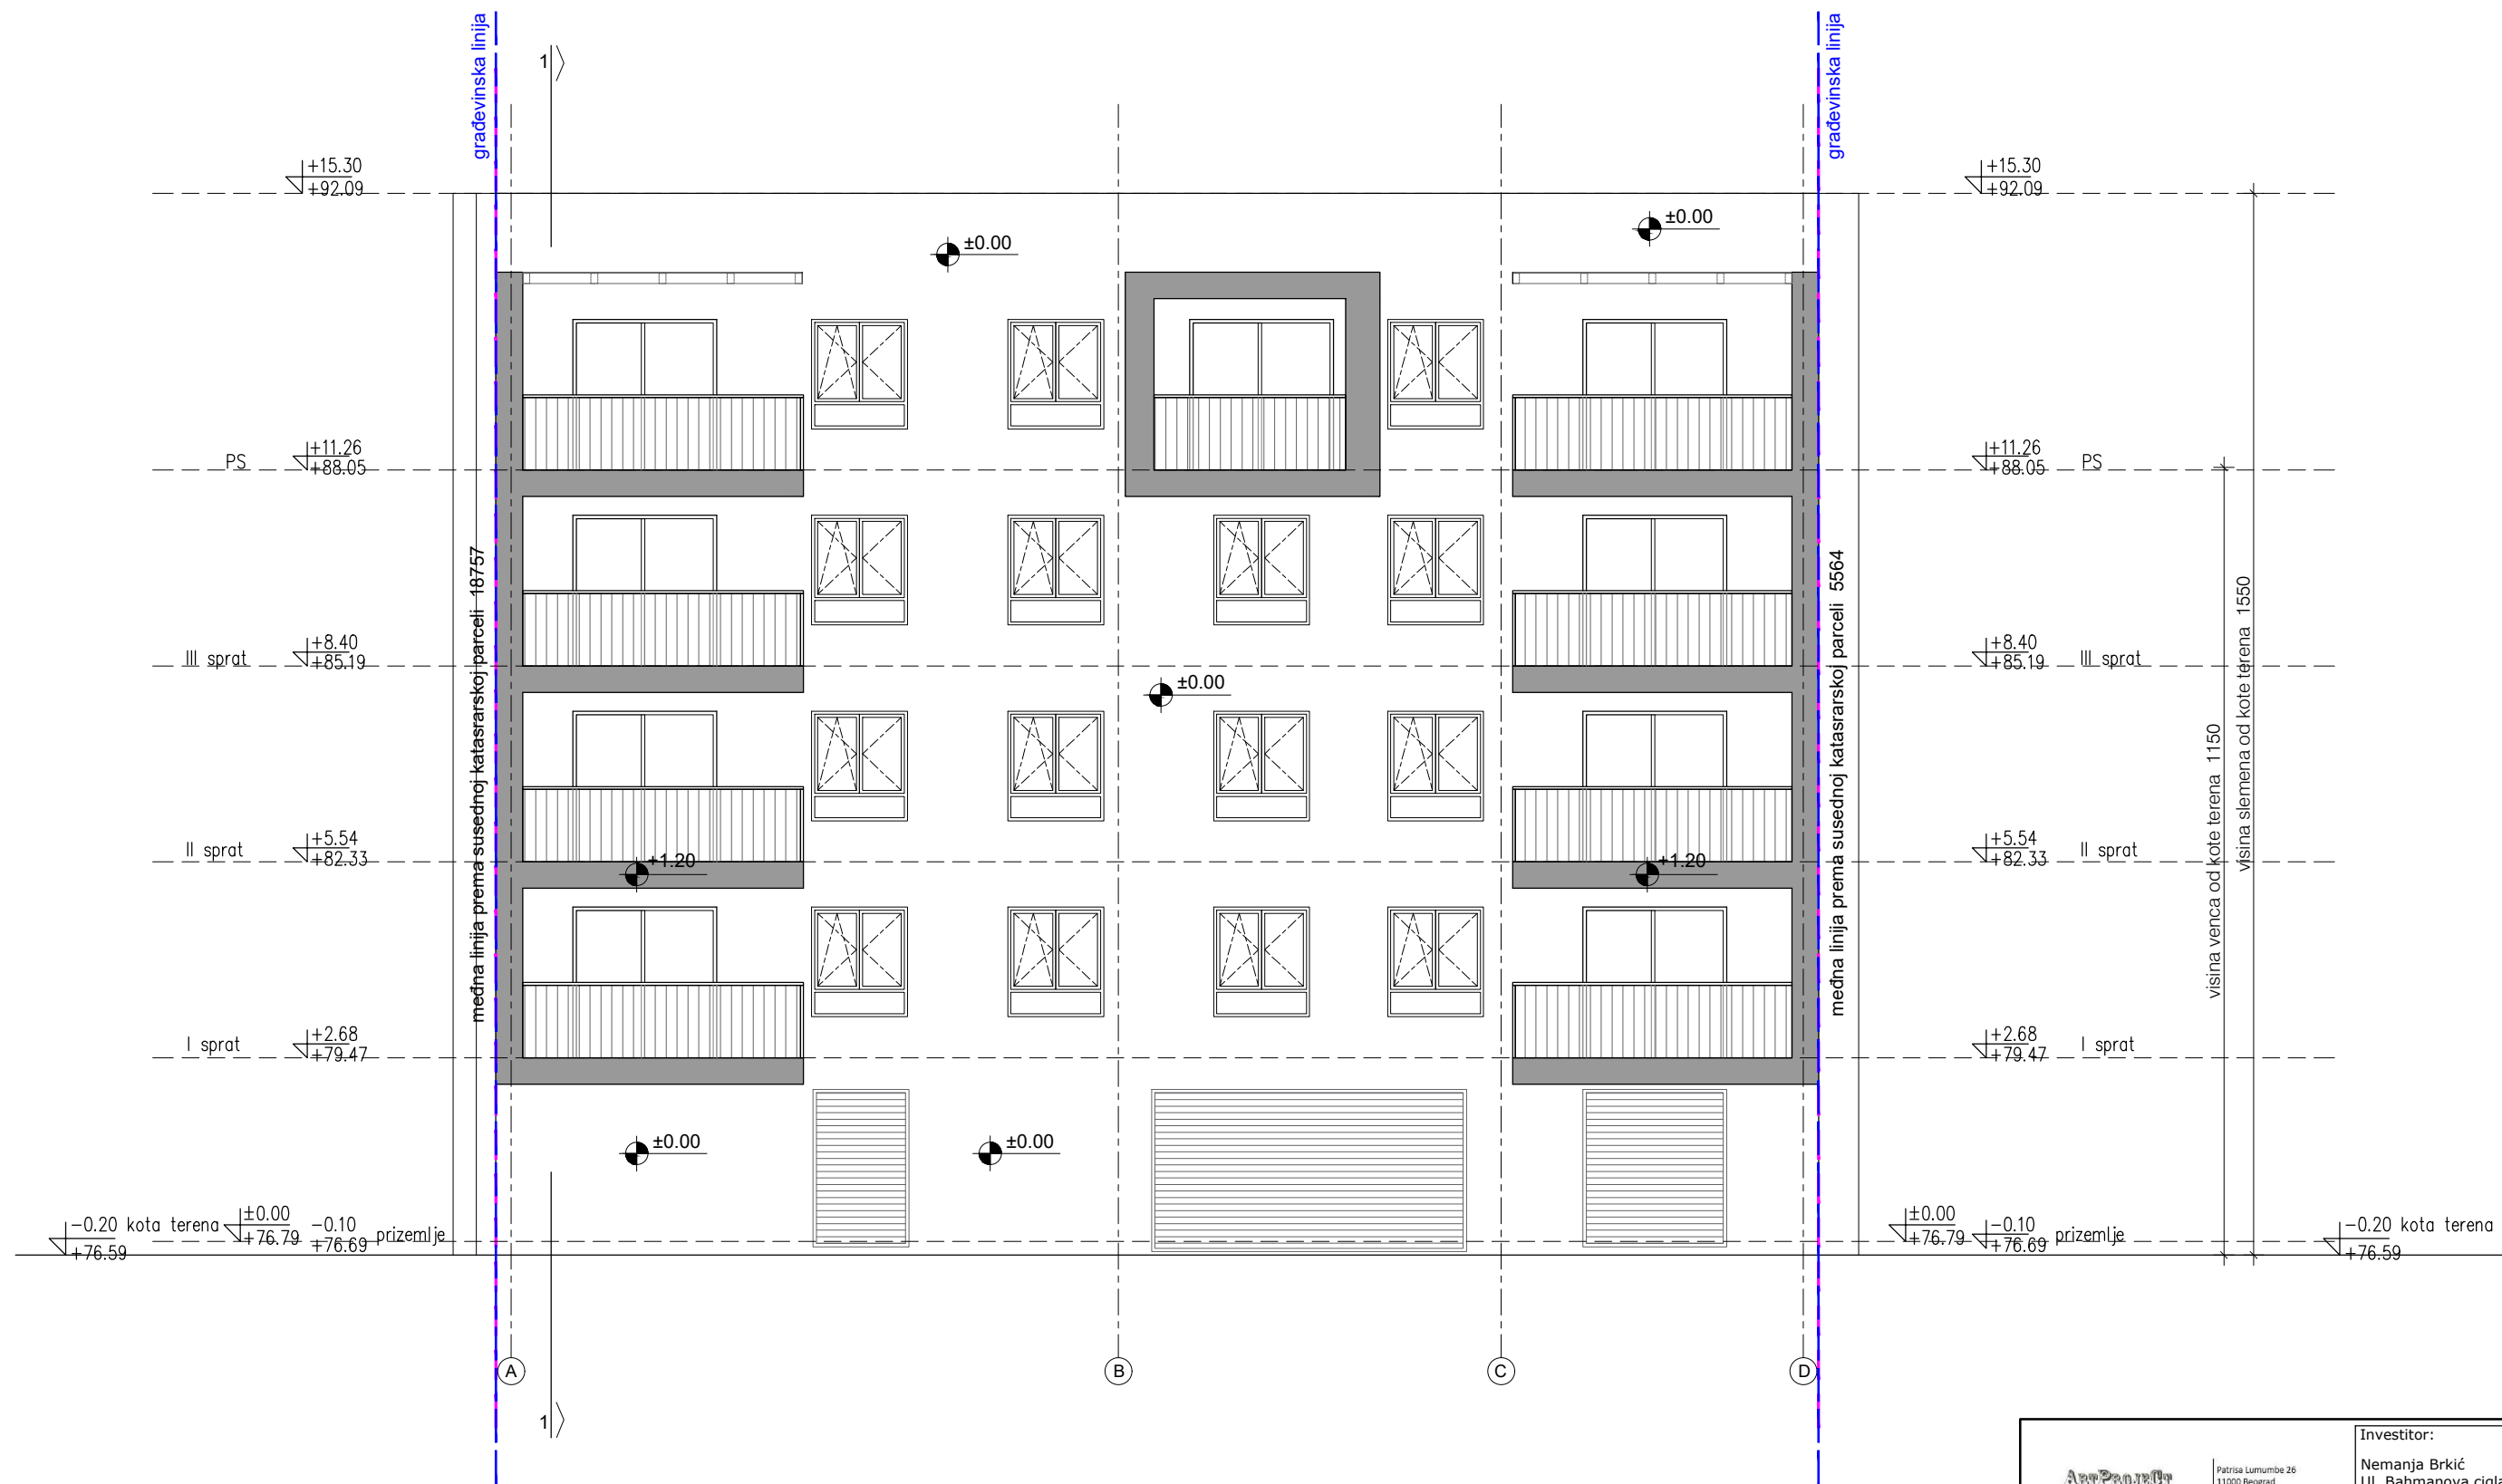 građevinska linija
građevinska linija
1
+15.30
+92.09
+15.30
+92.09
±0.00
±0.00
PS
+11.26
+88.05
+11.26
+88.05
PS
međna linija prema susednoj katasrarskoj parceli 18757
međna linija prema susednoj katasrarskoj parceli 5564
visina venca od kote terena 1150
visina slemena od kote terena 1550
III sprat
+8.40
+85.19
+8.40
+85.19
III sprat
±0.00
II sprat
+5.54
+82.33
+1.20
+1.20
+5.54
+82.33
II sprat
I sprat
+2.68
+79.47
+2.68
+79.47
I sprat
±0.00
±0.00
-0.20 kota terena
+76.59
±0.00
+76.79
-0.10
+76.69
prizemlje
±0.00
+76.79
-0.10
+76.69
prizemlje
-0.20 kota terena
+76.59
A
B
C
D
1
Investitor:
Nemanja Brkić
ArtProject
Patrisa Lumumbe 26
11000 Beograd